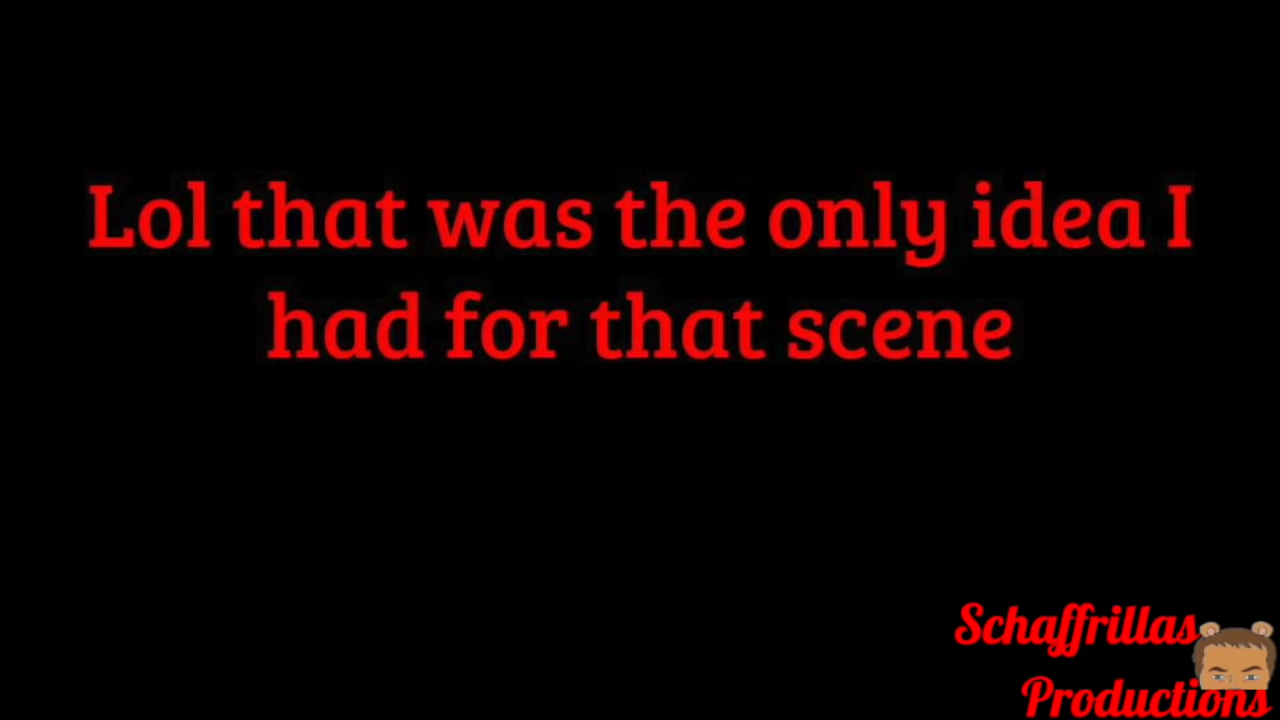 Lol that was the only idea I
had for that scene
Schaffrillas
Productions